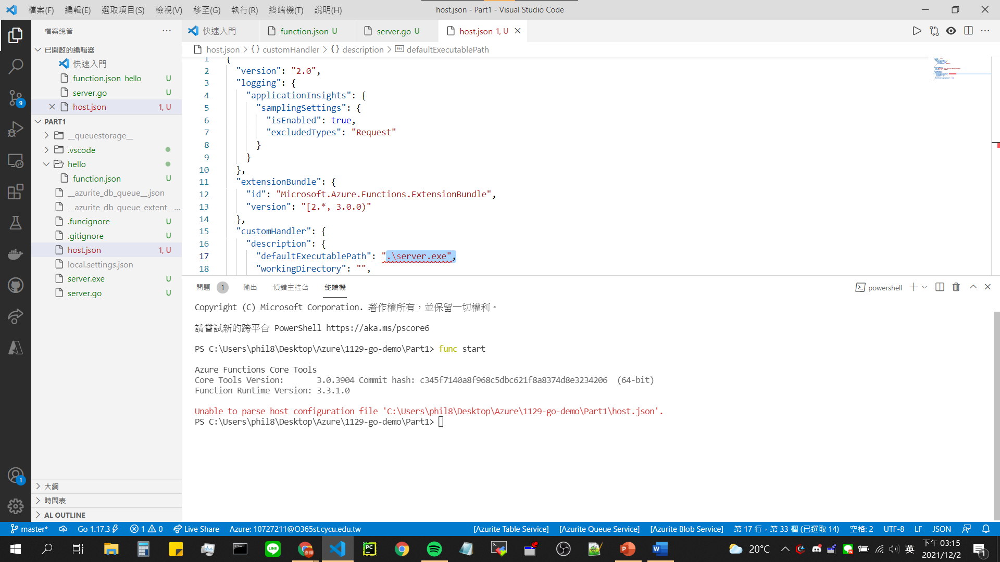 檔案(F) 編輯(E) 選取項目(S) 檢視(V) 移至(G) 執行(R) 終端機(T) 說明(H)
host.json - Part1 - Visual Studio Code
檔案總管
已開啟的編輯器
快速入門
function.json hello U
server.go U
host.json 1, U
PART1
__queuestorage__
.vscode
hello
function.json U
__azurite_db_queue__.json
__azurite_db_queue_extent__...
.funcignore U
.gitignore U
host.json 1, U
local.settings.json
server.exe U
server.go U
大綱
時間表
AL OUTLINE
9
1
快速入門
function.json U
server.go U
host.json 1, U
host.json > {} customHandler > {} description > abc defaultExecutablePath
1 {
2 "version": "2.0",
3 "logging": {
4 "applicationInsights": {
5 "samplingSettings": {
6 "isEnabled": true,
7 "excludedTypes": "Request"
8 }
9 }
10 },
11 "extensionBundle": {
12 "id": "Microsoft.Azure.Functions.ExtensionBundle",
13 "version": "[2.*, 3.0.0)"
14 },
15 "customHandler": {
16 "description": {
17 "defaultExecutablePath": ".\server.exe",
18 "workingDirectory": "",
問題 1 輸出 偵錯主控台 終端機
powershell
Copyright (C) Microsoft Corporation. 著作權所有，並保留一切權利。
請嘗試新的跨平台 PowerShell https://aka.ms/pscore6
PS C:\Users\phil8\Desktop\Azure\1129-go-demo\Part1> func start
Azure Functions Core Tools
Core Tools Version: 3.0.3904 Commit hash: c345f7140a8f968c5dbc621f8a8374d8e3234206 (64-bit)
Function Runtime Version: 3.3.1.0
Unable to parse host configuration file 'C:\Users\phil8\Desktop\Azure\1129-go-demo\Part1\host.json'.
PS C:\Users\phil8\Desktop\Azure\1129-go-demo\Part1>
master* Go 1.17.3 1 0 Live Share Azure: 10727211@O365st.cycu.edu.tw [Azurite Table Service] [Azurite Queue Service] [Azurite Blob Service] 第 17 行，第 33 欄 (已選取 14) 空格: 2 UTF-8 LF JSON
LINE
PC
20°C
英
下午 03:15
2021/12/2
1